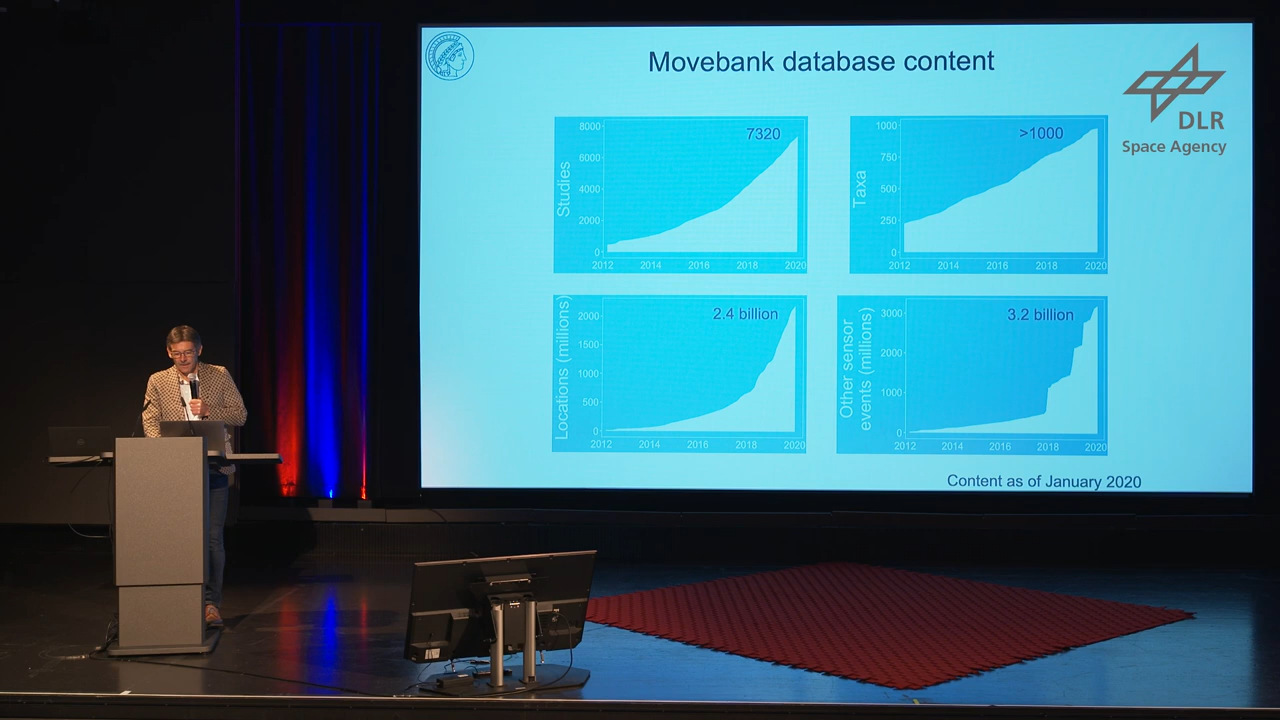 Movebank database content
DLR
Space Agency
8000
6000
4000
2000
0
Studies
7320
2012 2014 2016 2018 2020
1000
750
500
250
0
Taxa
>1000
2012 2014 2016 2018 2020
2000
1500
1000
500
0
Locations (millions)
2.4 billion
2012 2014 2016 2018 2020
3000
2000
1000
0
Other sensor
events (millions)
3.2 billion
2012 2014 2016 2018 2020
Content as of January 2020